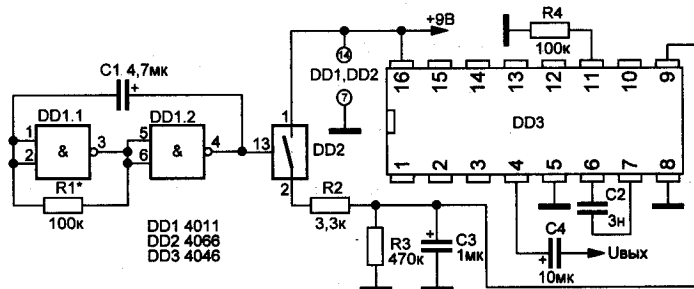 R4
+9В
100к
C1 4,7мк
+
14
DD1,DD2
7
16 15 14 13 12 11 10 9
DD3
1 2 3 4 5 6 7 8
DD1.1
DD1.2
1
2
&
3
5
6
&
4
13
1
DD2
2
R1*
100к
R2
3,3к
DD1 4011
DD2 4066
DD3 4046
R3
470к
+
C3
1мк
C2
3н
C4
+
10мк
Uвых